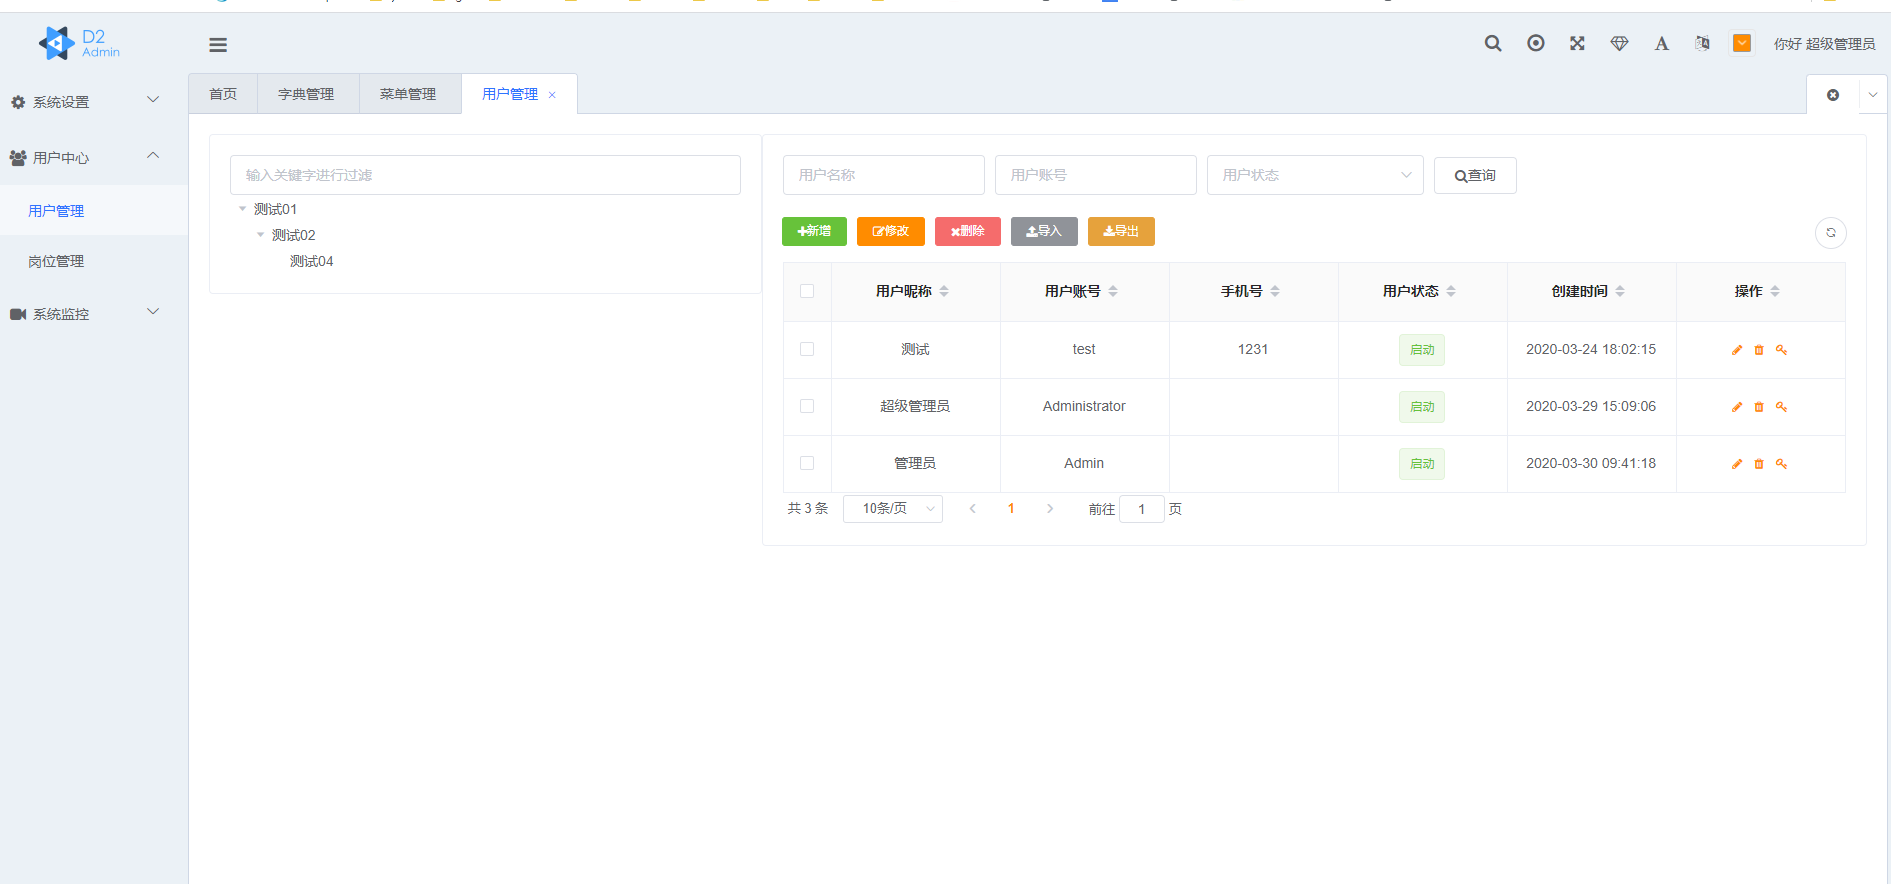 D2
Admin
你好 超级管理员
系统设置
用户中心
用户管理
岗位管理
系统监控
首页
字典管理
菜单管理
用户管理
输入关键字进行过滤
测试01
测试02
测试04
用户名称
用户账号
用户状态
查询
新增
修改
删除
导入
导出
用户昵称 用户账号 手机号 用户状态 创建时间 操作
测试 test 1231 启动 2020-03-24 18:02:15
超级管理员 Administrator 启动 2020-03-29 15:09:06
管理员 Admin 启动 2020-03-30 09:41:18
共 3 条 10条/页 1 前往 1 页